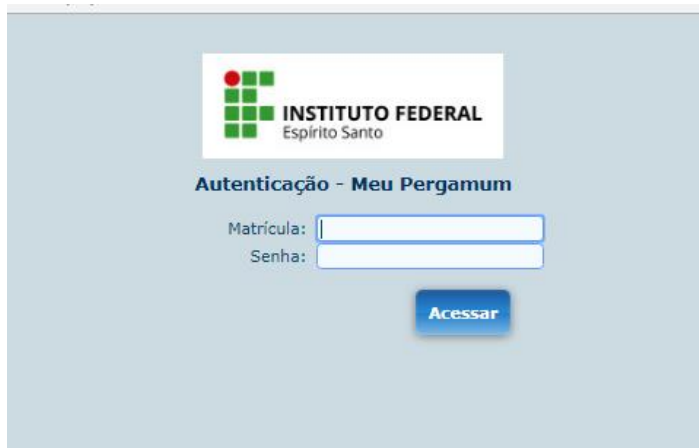 INSTITUTO FEDERAL
Espírito Santo
Autenticação - Meu Pergamum
Matrícula:
Senha:
Acessar